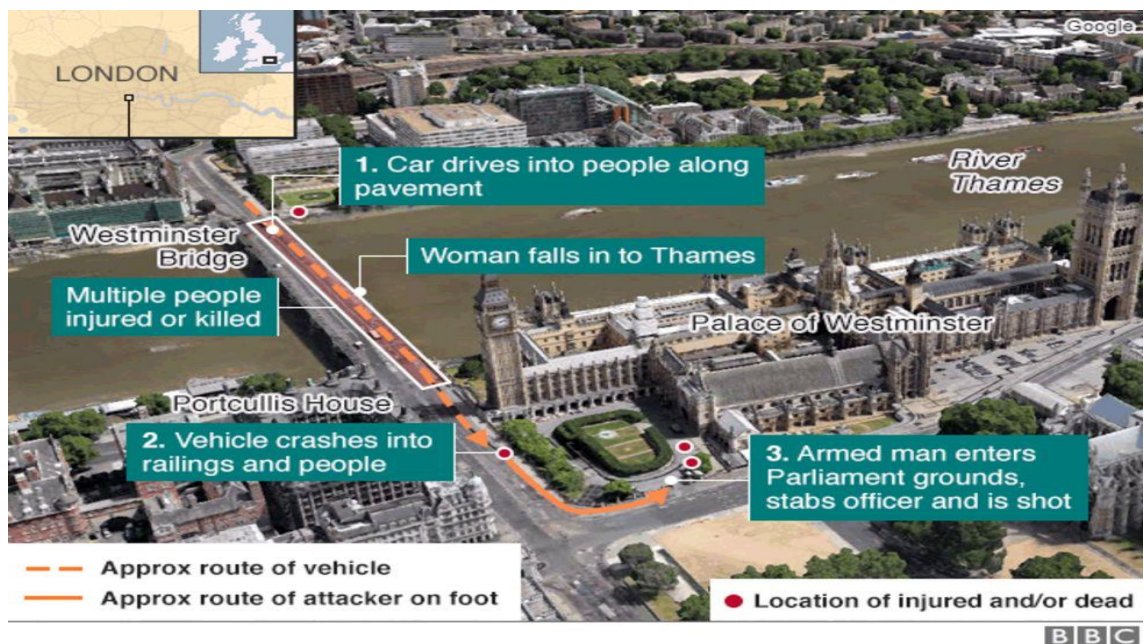 Google
LONDON
1. Car drives into people along
pavement
River
Thames
Westminster
Bridge
Woman falls in to Thames
Multiple people
injured or killed
Palace of Westminster
Portcullis House
2. Vehicle crashes into
railings and people
3. Armed man enters
Parliament grounds,
stabs officer and is shot
Approx route of vehicle
Approx route of attacker on foot
Location of injured and/or dead
BBC